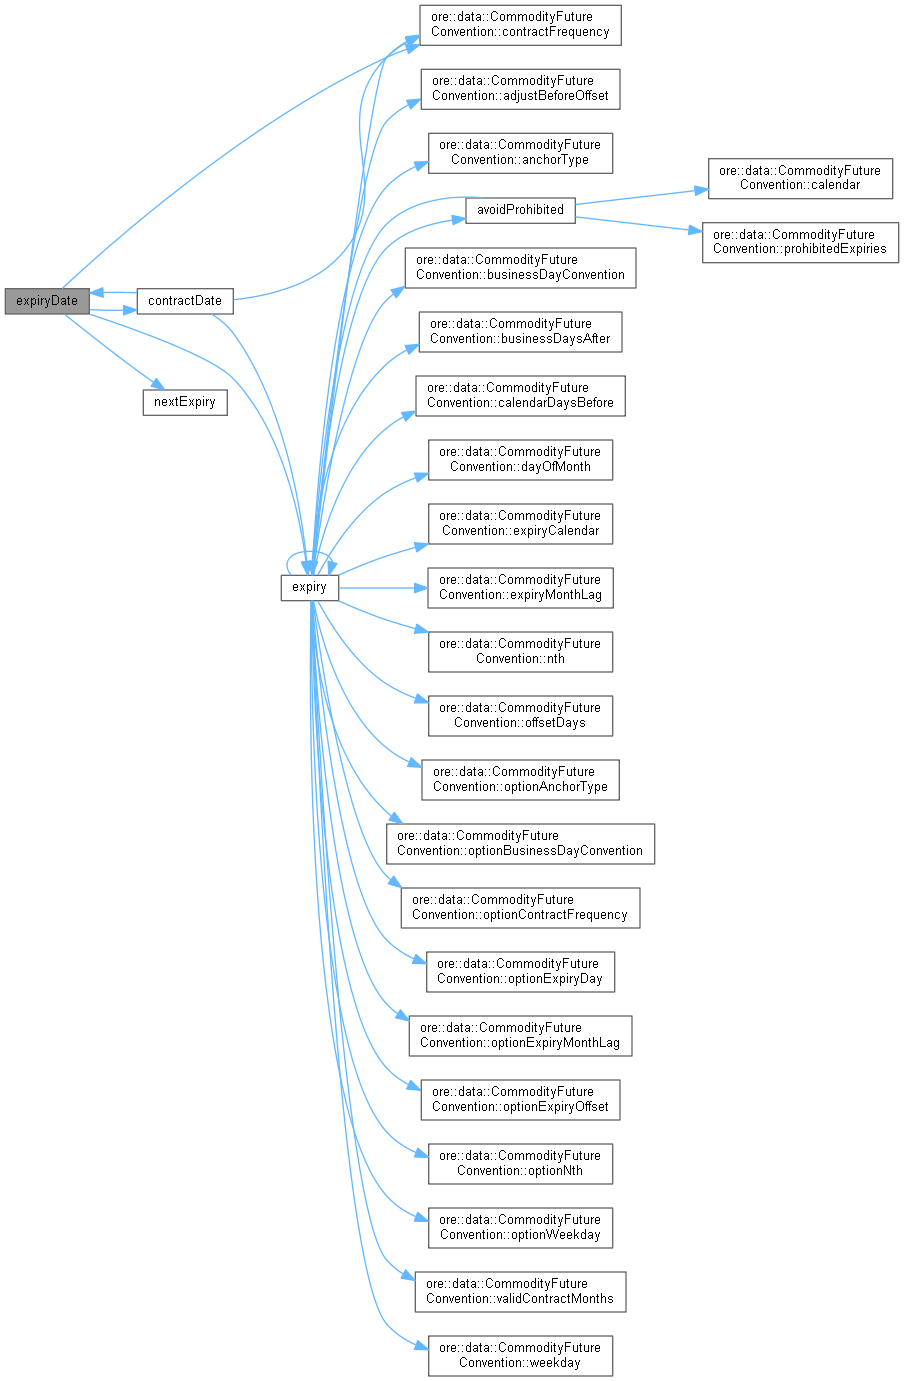 ore::data::CommodityFuture
Convention::contractFrequency
ore::data::CommodityFuture
Convention::adjustBeforeOffset
ore::data::CommodityFuture
Convention::anchorType
ore::data::CommodityFuture
Convention::calendar
avoidProhibited
ore::data::CommodityFuture
Convention::prohibitedExpiries
ore::data::CommodityFuture
Convention::businessDayConvention
expiryDate
contractDate
ore::data::CommodityFuture
Convention::businessDaysAfter
nextExpiry
ore::data::CommodityFuture
Convention::calendarDaysBefore
ore::data::CommodityFuture
Convention::dayOfMonth
ore::data::CommodityFuture
Convention::expiryCalendar
expiry
ore::data::CommodityFuture
Convention::expiryMonthLag
ore::data::CommodityFuture
Convention::nth
ore::data::CommodityFuture
Convention::offsetDays
ore::data::CommodityFuture
Convention::optionAnchorType
ore::data::CommodityFuture
Convention::optionBusinessDayConvention
ore::data::CommodityFuture
Convention::optionContractFrequency
ore::data::CommodityFuture
Convention::optionExpiryDay
ore::data::CommodityFuture
Convention::optionExpiryMonthLag
ore::data::CommodityFuture
Convention::optionExpiryOffset
ore::data::CommodityFuture
Convention::optionNth
ore::data::CommodityFuture
Convention::optionWeekday
ore::data::CommodityFuture
Convention::validContractMonths
ore::data::CommodityFuture
Convention::weekday